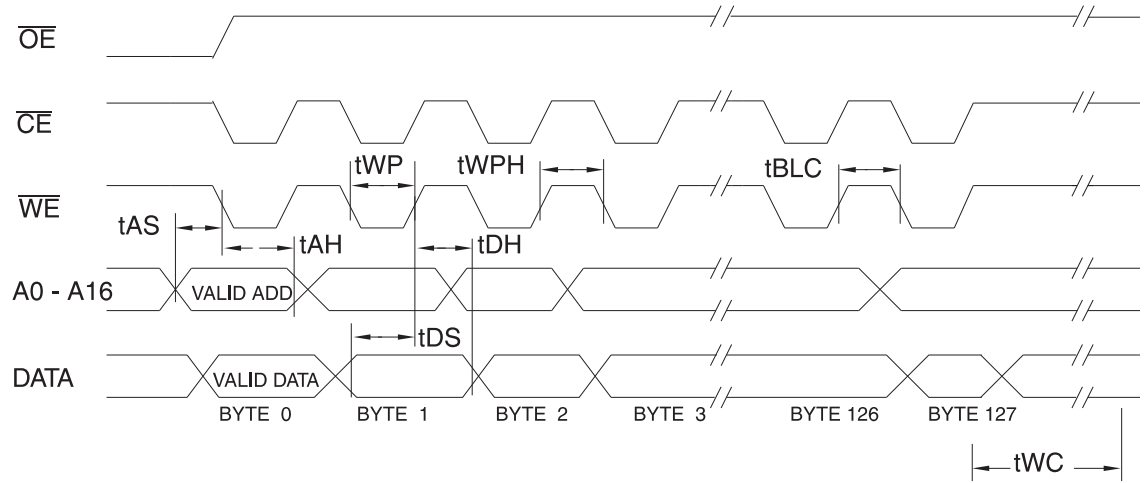 OE
CE
tWP
tWPH
tBLC
WE
tAS
tAH
tDH
A0 - A16
VALID ADD
tDS
DATA
VALID DATA
BYTE 0
BYTE 1
BYTE 2
BYTE 3
BYTE 126
BYTE 127
tWC